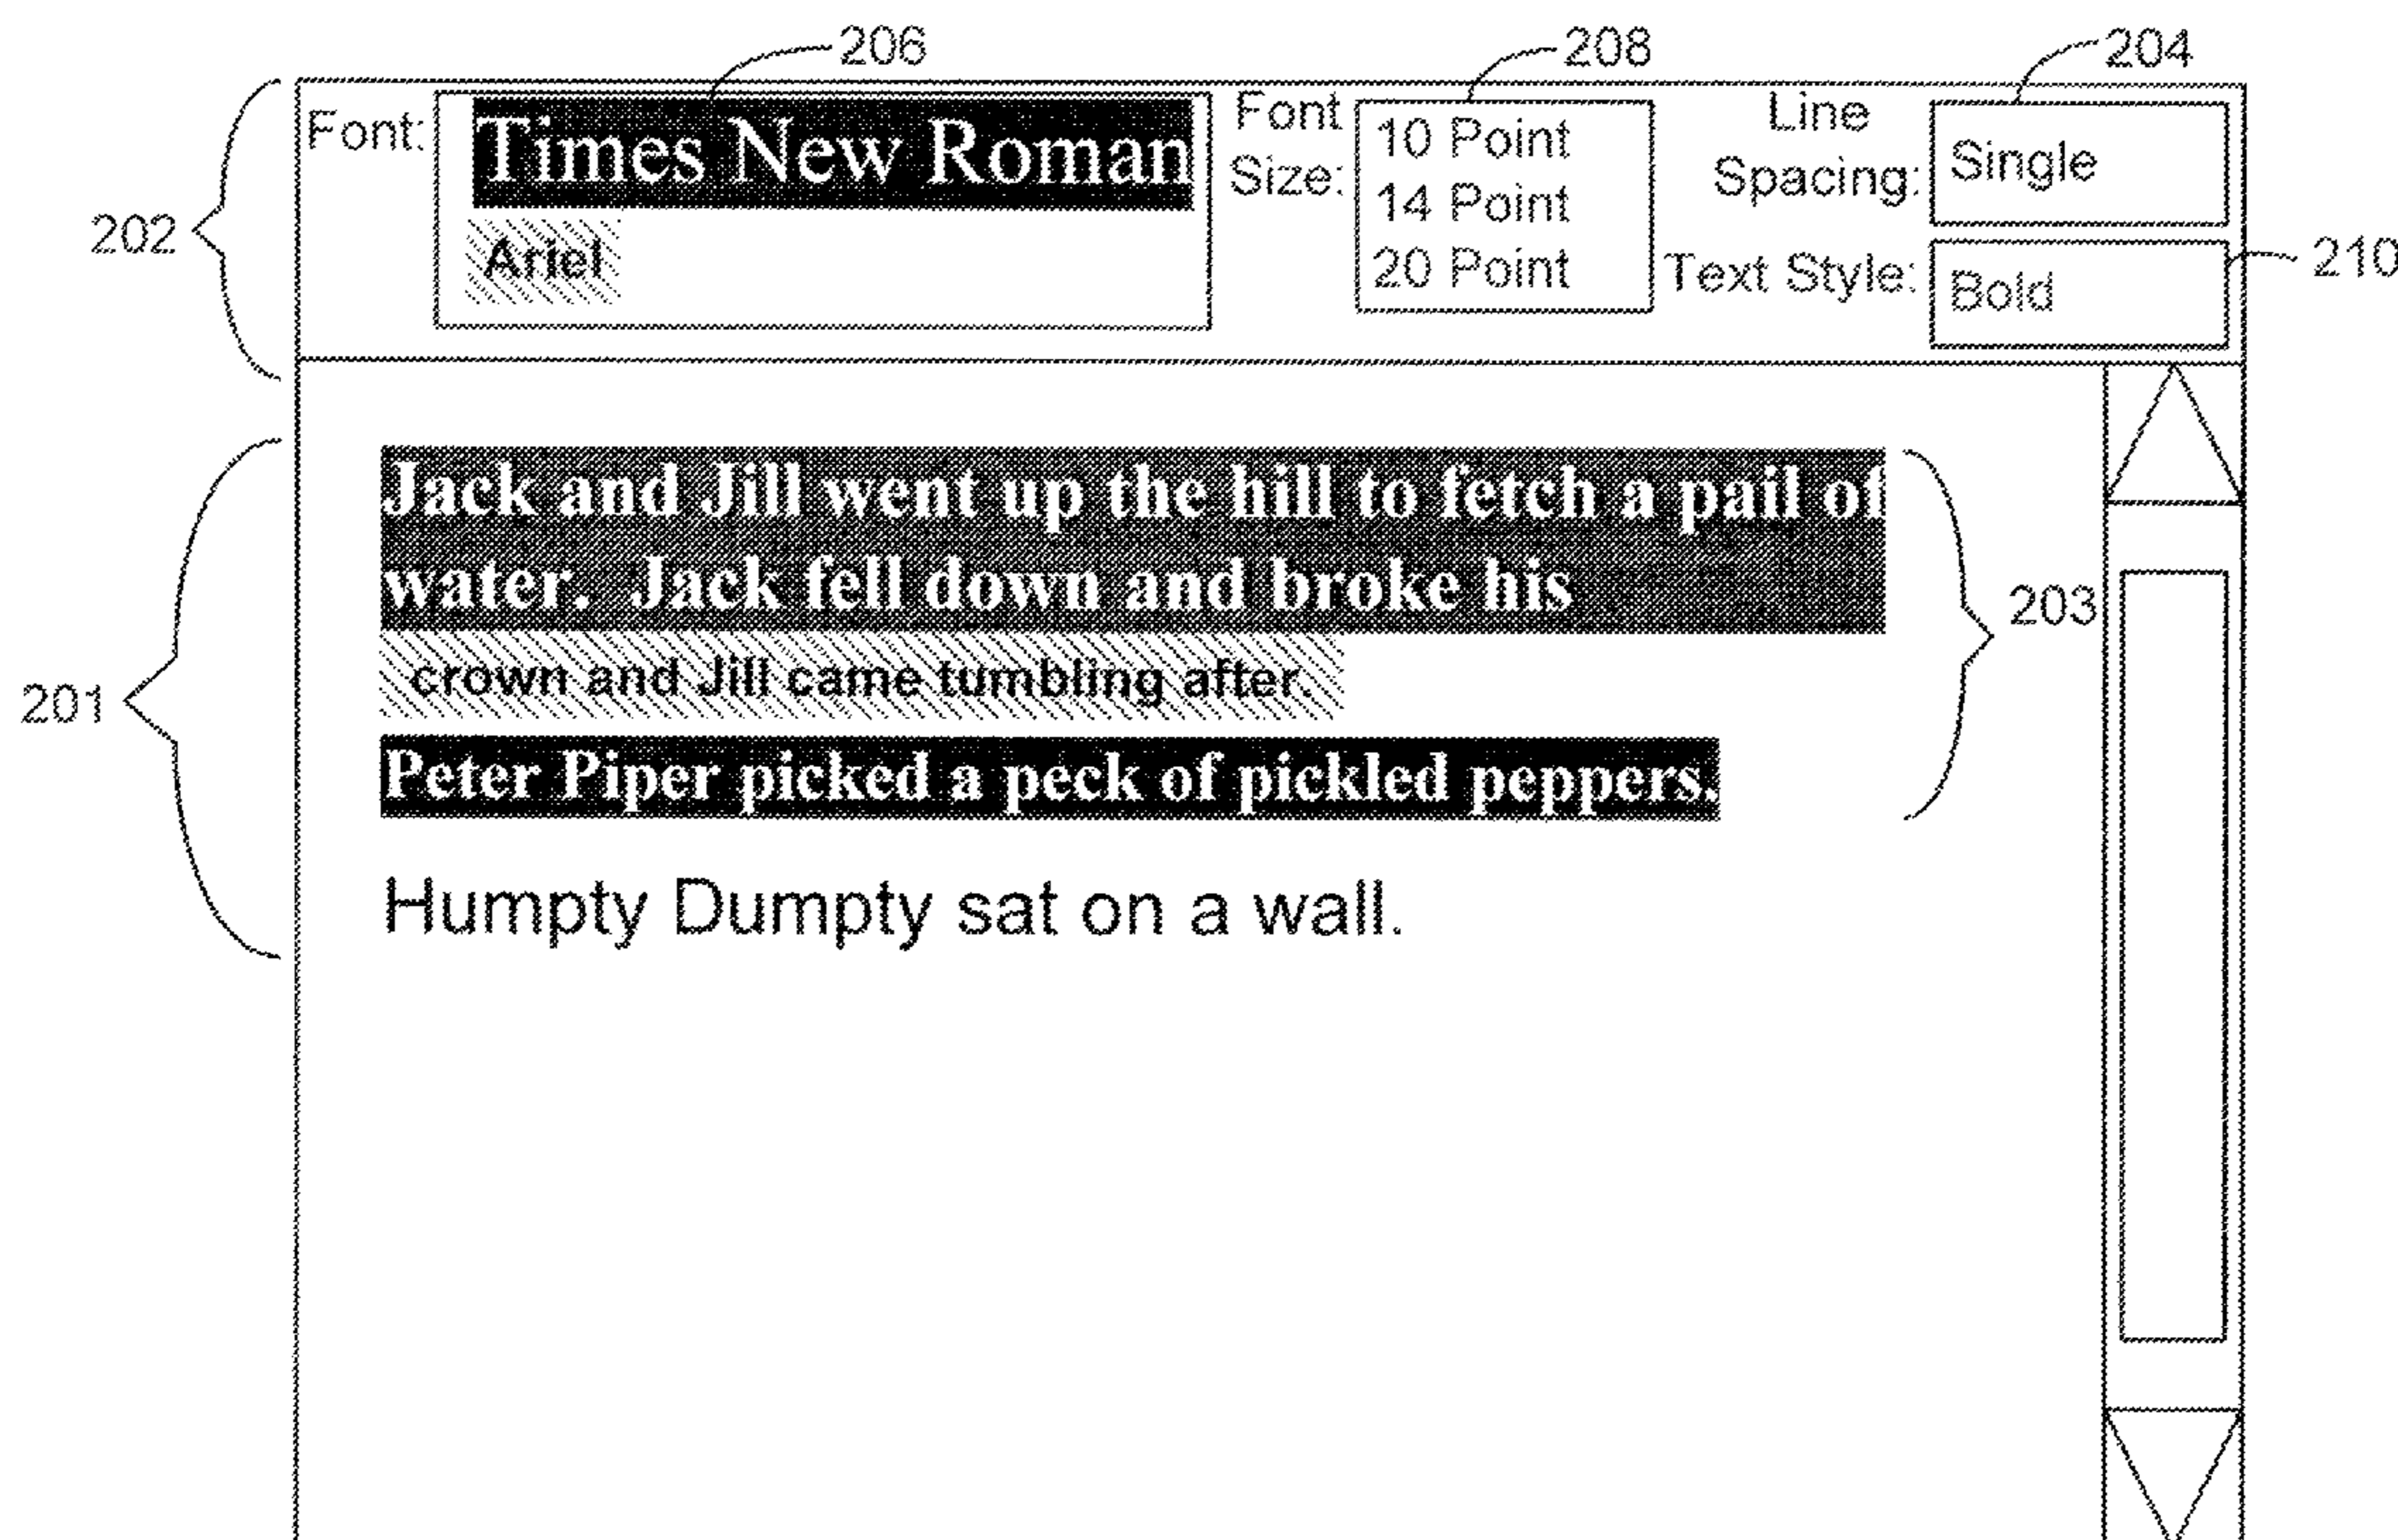 206
208
204
Font:
Times New Roman
Ariel
Font
Size:
10 Point
14 Point
20 Point
Line
Spacing:
Single
Text Style:
Bold
210
202
Jack and Jill went up the hill to fetch a pail of
water.  Jack fell down and broke his
crown and Jill came tumbling after.
Peter Piper picked a peck of pickled peppers.
Humpty Dumpty sat on a wall.
203
201